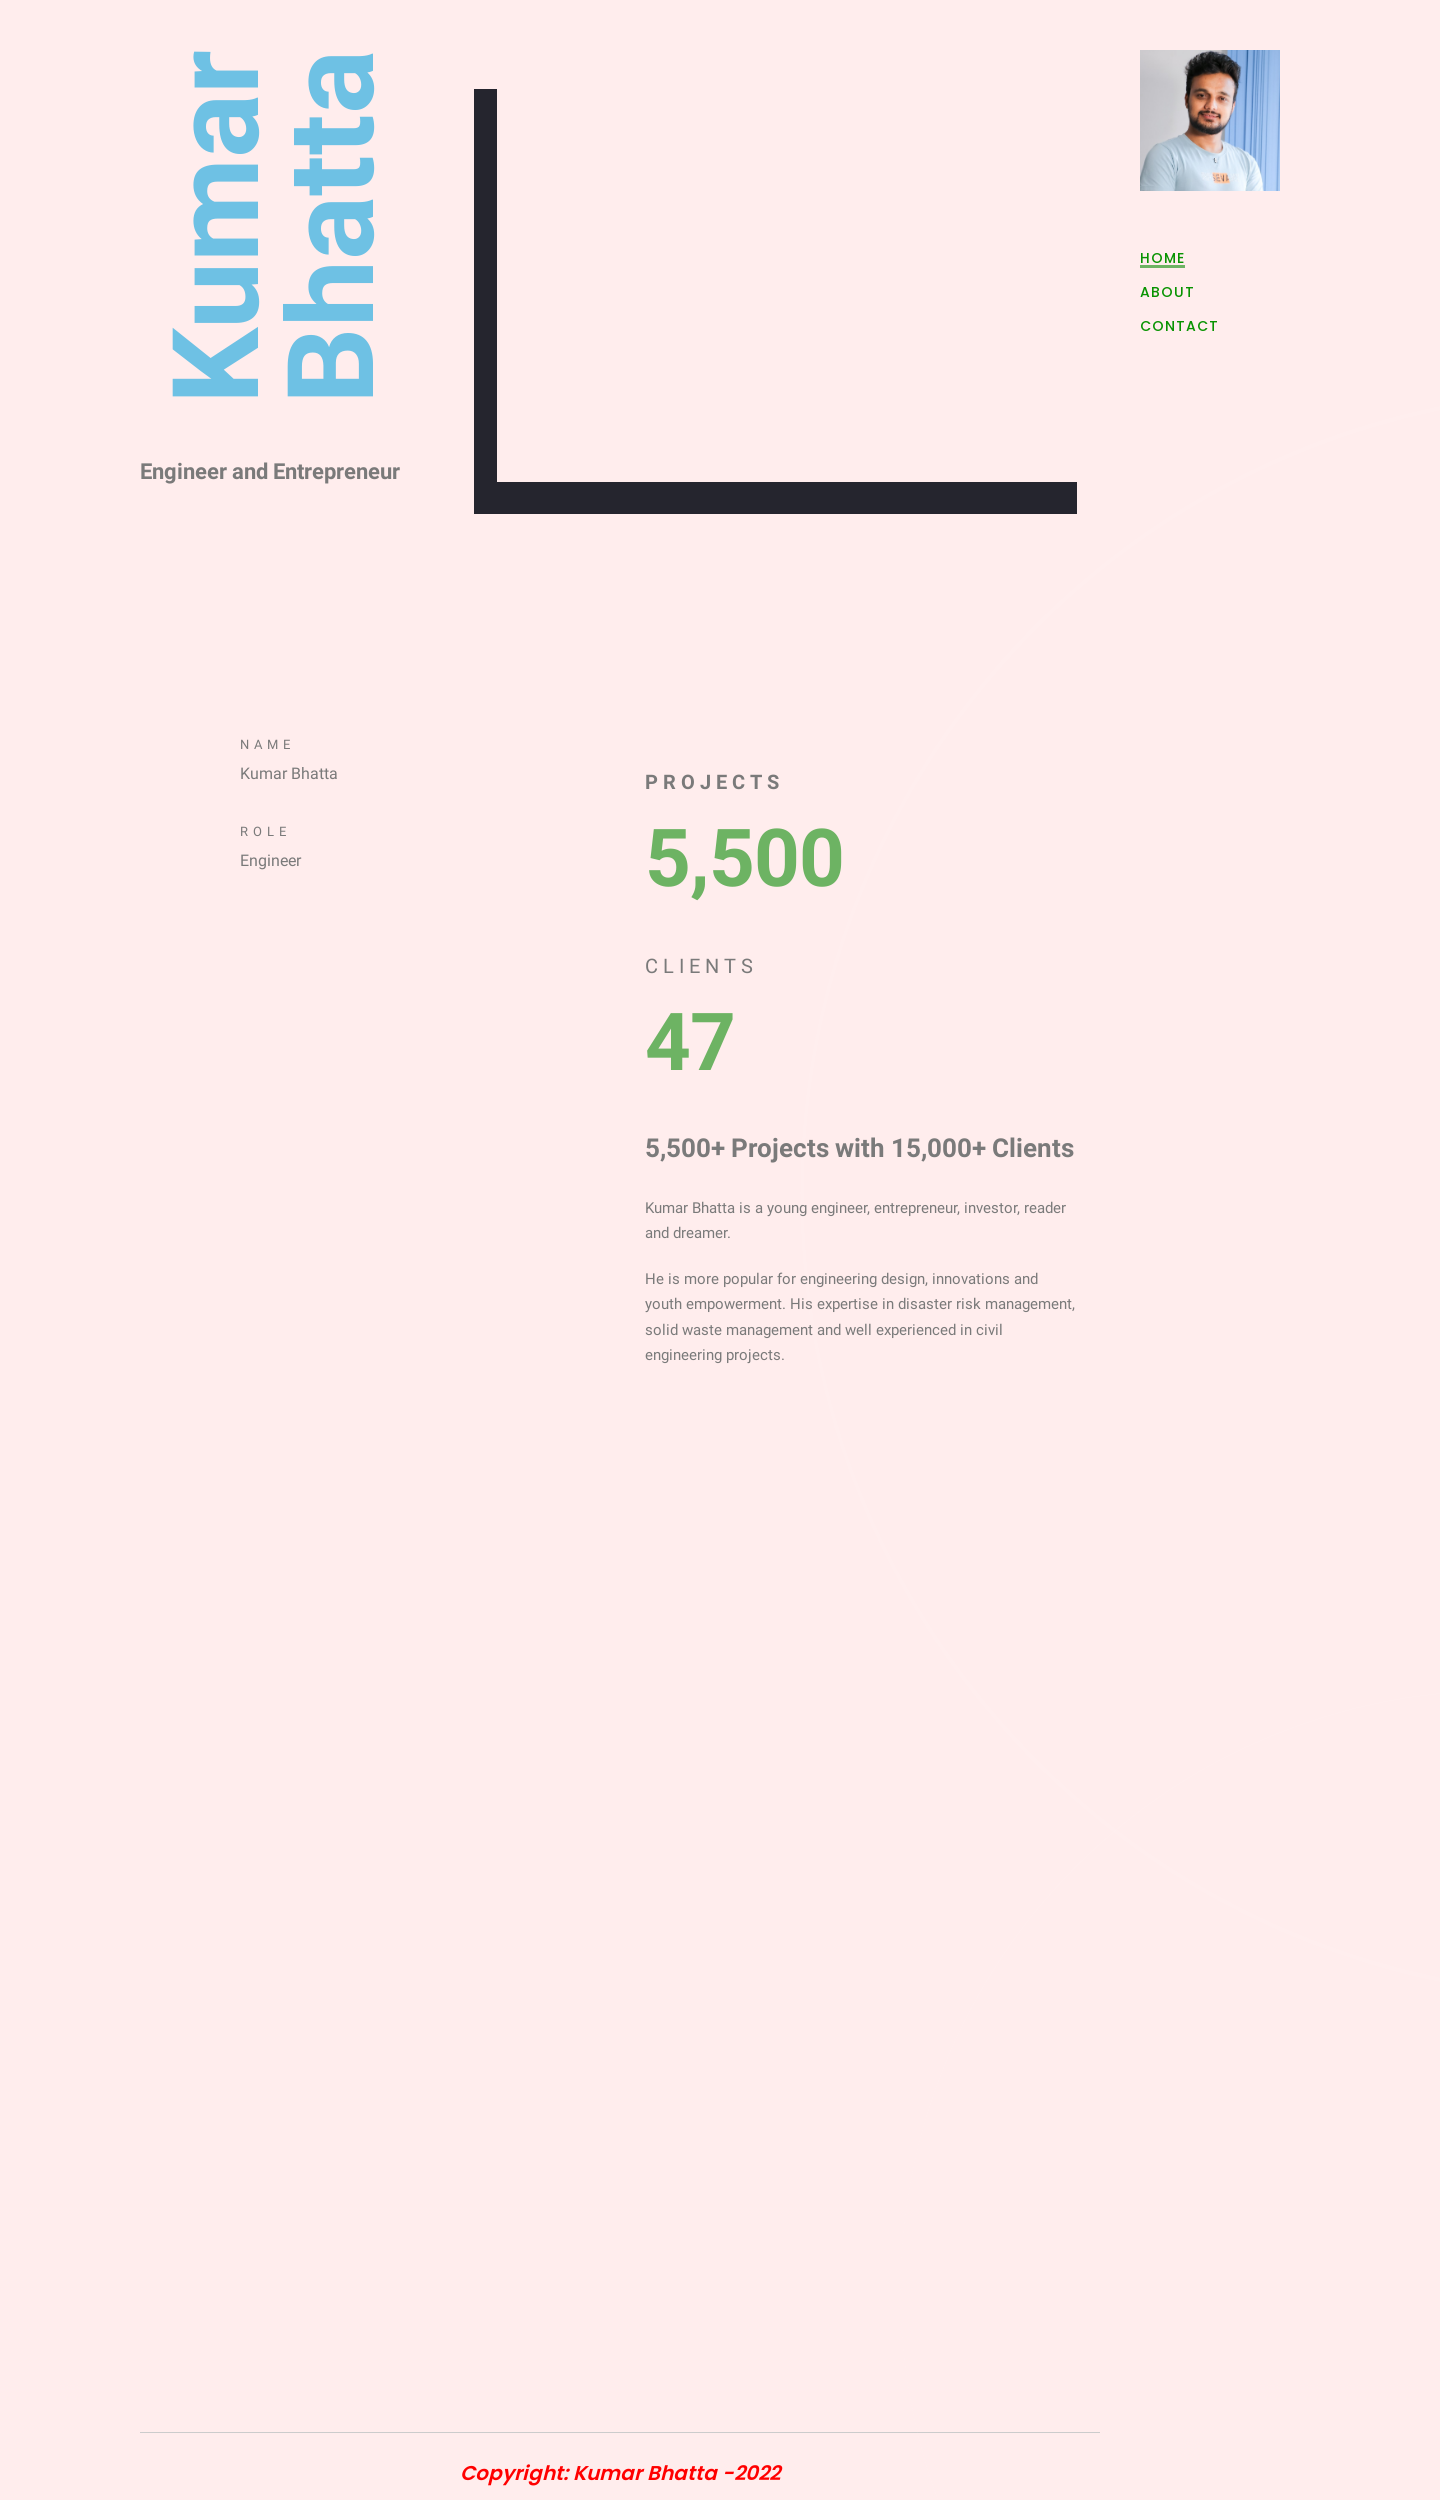 Kumar
Bhatta
Engineer and Entrepreneur
HOME
ABOUT
CONTACT
NAME
Kumar Bhatta
ROLE
Engineer
PROJECTS
5,500
CLIENTS
47
5,500+ Projects with 15,000+ Clients
Kumar Bhatta is a young engineer, entrepreneur, investor, reader
and dreamer.
He is more popular for engineering design, innovations and
youth empowerment. His expertise in disaster risk management,
solid waste management and well experienced in civil
engineering projects.
Copyright: Kumar Bhatta -2022